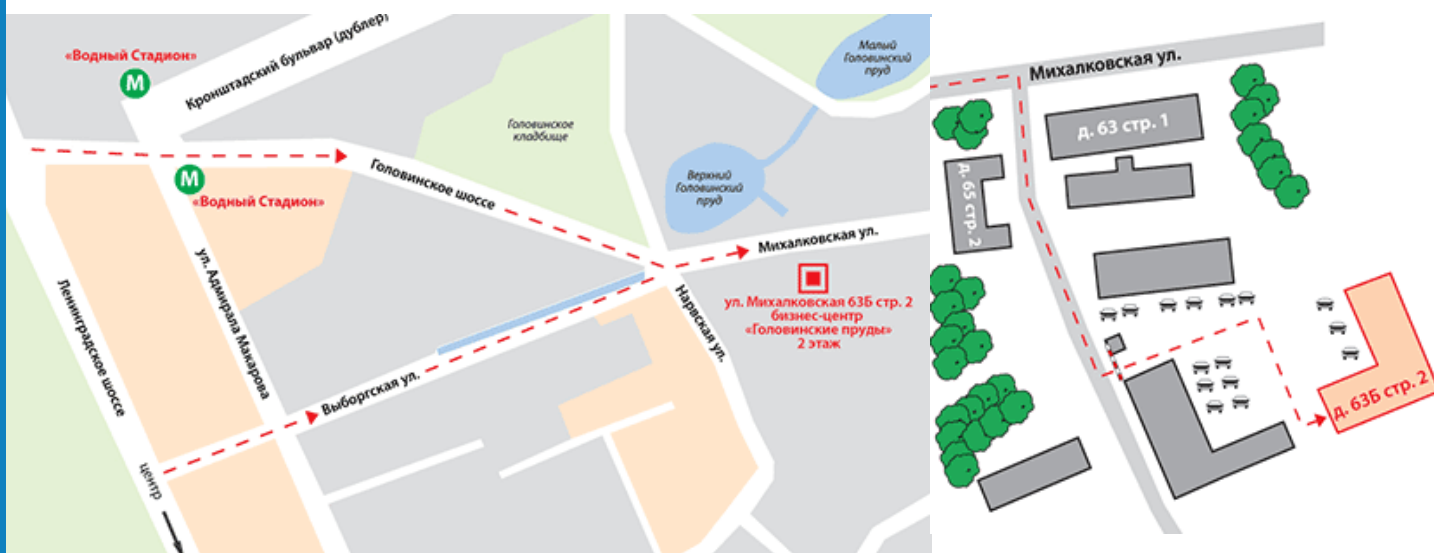 «Водный Стадион»
М
Кронштадский бульвар (дублер)
Малый
Головинский
пруд
Головинское
кладбище
Головинское шоссе
М
«Водный Стадион»
Верхний
Головинский
пруд
Михалковская ул.
ул. Михалковская 63Б стр. 2
бизнес-центр
«Головинские пруды»
2 этаж
Ленинградское шоссе
ул. Адмирала Макарова
Нарвская ул.
Выборгская ул.
центр
Михалковская ул.
д. 63 стр. 1
д. 65 стр. 2
д. 63Б стр. 2